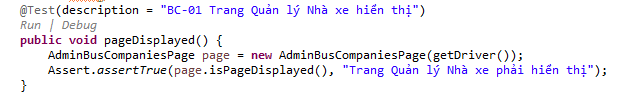 @Test(description = "BC-01 Trang Quản lý Nhà xe hiển thị")
Run | Debug
public void pageDisplayed() {
    AdminBusCompaniesPage page = new AdminBusCompaniesPage(getDriver());
    Assert.assertTrue(page.isPageDisplayed(), "Trang Quản lý Nhà xe phải hiển thị");
}